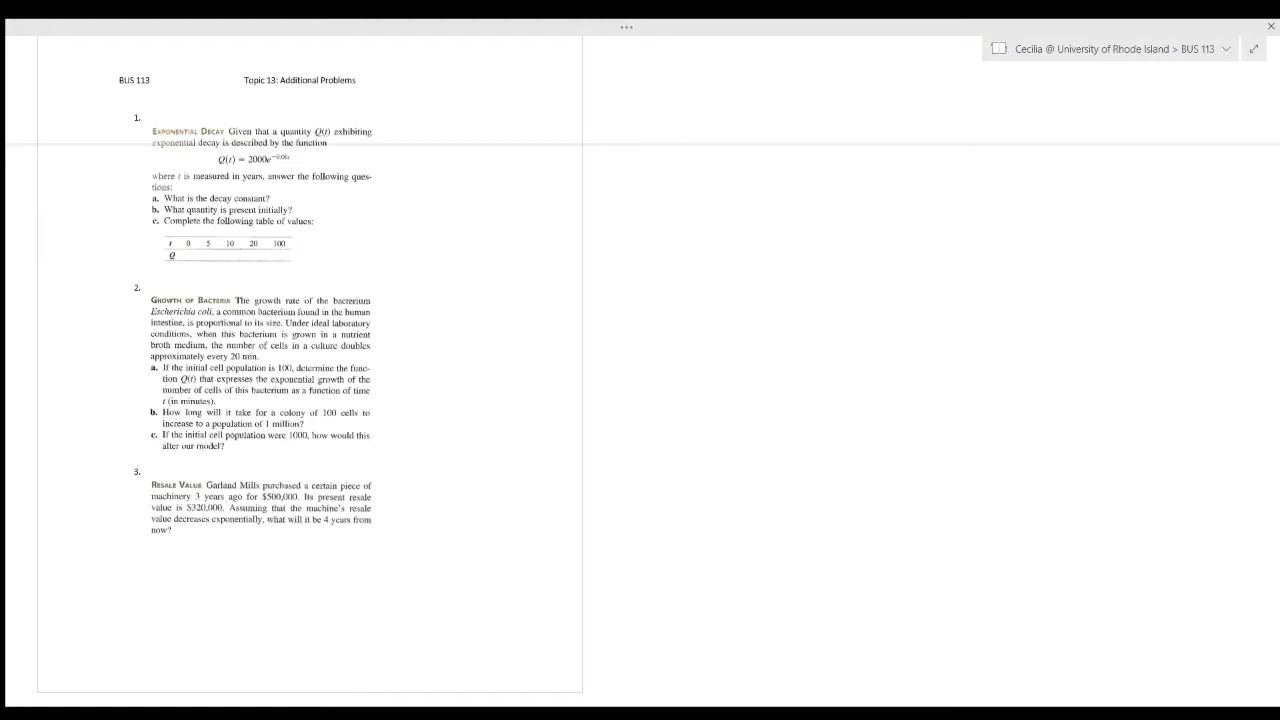 Cecilia @ University of Rhode Island > BUS 113
BUS 113 Topic 13: Additional Problems
1.
EXPONENTIAL DECAY Given that a quantity Q(t) exhibiting
exponential decay is described by the function
Q(t) = 2000e^−0.06t
where t is measured in years, answer the following ques-
tions:
a. What is the decay constant?
b. What quantity is present initially?
c. Complete the following table of values:
t 0 5 10 20 100
Q
2.
GROWTH OF BACTERIA The growth rate of the bacterium
Escherichia coli, a common bacterium found in the human
intestine, is proportional to its size. Under ideal laboratory
conditions, when this bacterium is grown in a nutrient
broth medium, the number of cells in a culture doubles
approximately every 20 min.
a. If the initial cell population is 100, determine the func-
tion Q(t) that expresses the exponential growth of the
number of cells of this bacterium as a function of time
t (in minutes).
b. How long will it take for a colony of 100 cells to
increase to a population of 1 million?
c. If the initial cell population were 1000, how would this
alter our model?
3.
RESALE VALUE Garland Mills purchased a certain piece of
machinery 3 years ago for $500,000. Its present resale
value is $320,000. Assuming that the machine's resale
value decreases exponentially, what will it be 4 years from
now?